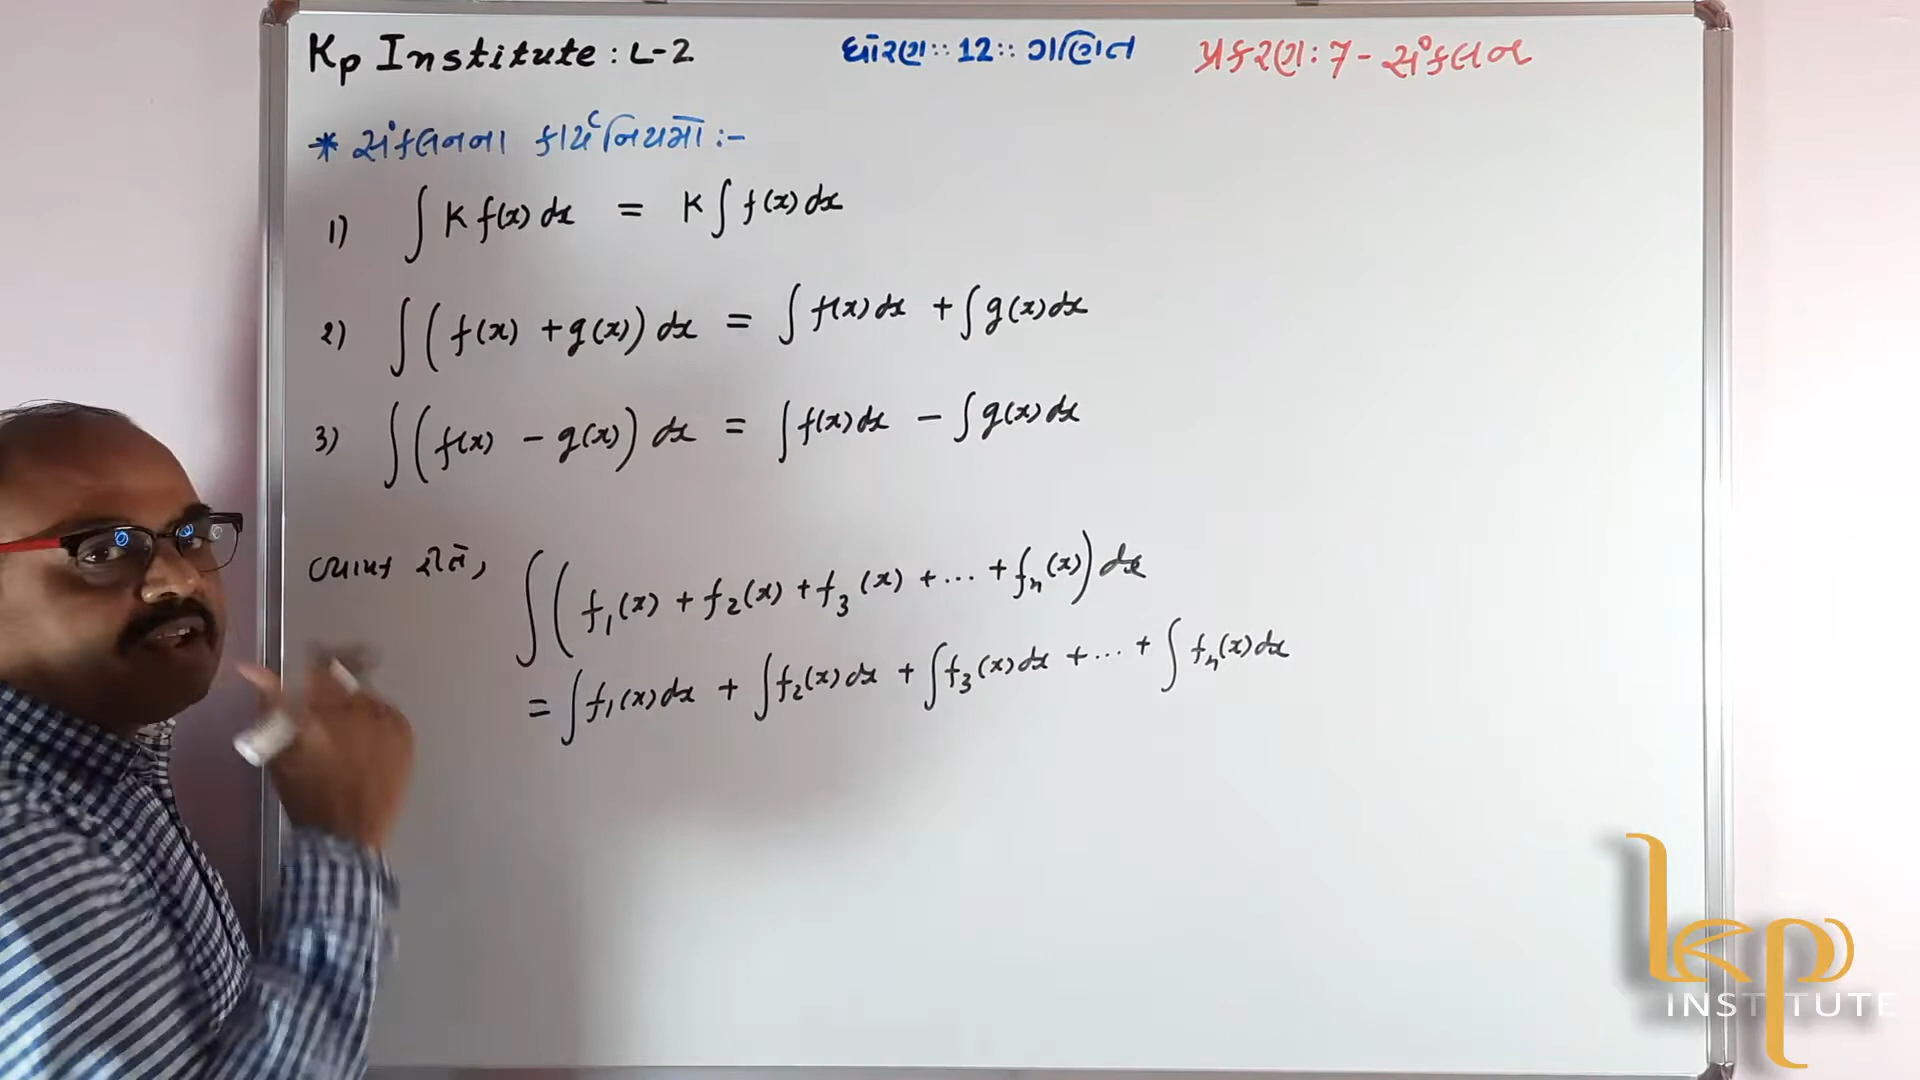 Kp Institute : L-2 ધોરણ :: 12 :: ગણિત પ્રકરણ : 7 - સંકલન
* સંકલનના કાર્યનિયમો :-
1) ∫ K f(x) dx = K ∫ f(x) dx
2) ∫ ( f(x) + g(x) ) dx = ∫ f(x) dx + ∫ g(x) dx
3) ∫ ( f(x) - g(x) ) dx = ∫ f(x) dx - ∫ g(x) dx
વ્યાપક રીતે, ∫ ( f₁(x) + f₂(x) + f₃(x) + ... + fₙ(x) ) dx
= ∫ f₁(x) dx + ∫ f₂(x) dx + ∫ f₃(x) dx + ... + ∫ fₙ(x) dx
kp
INSTITUTE